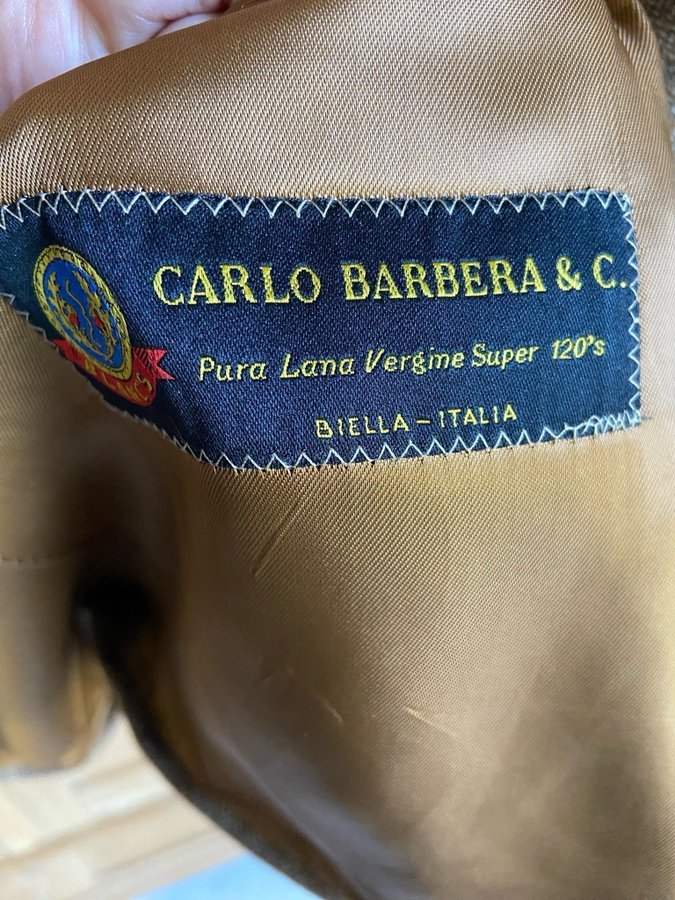 CARLO BARBERA & C.
Pura Lana Vergine Super 120's
BIELLA - ITALIA